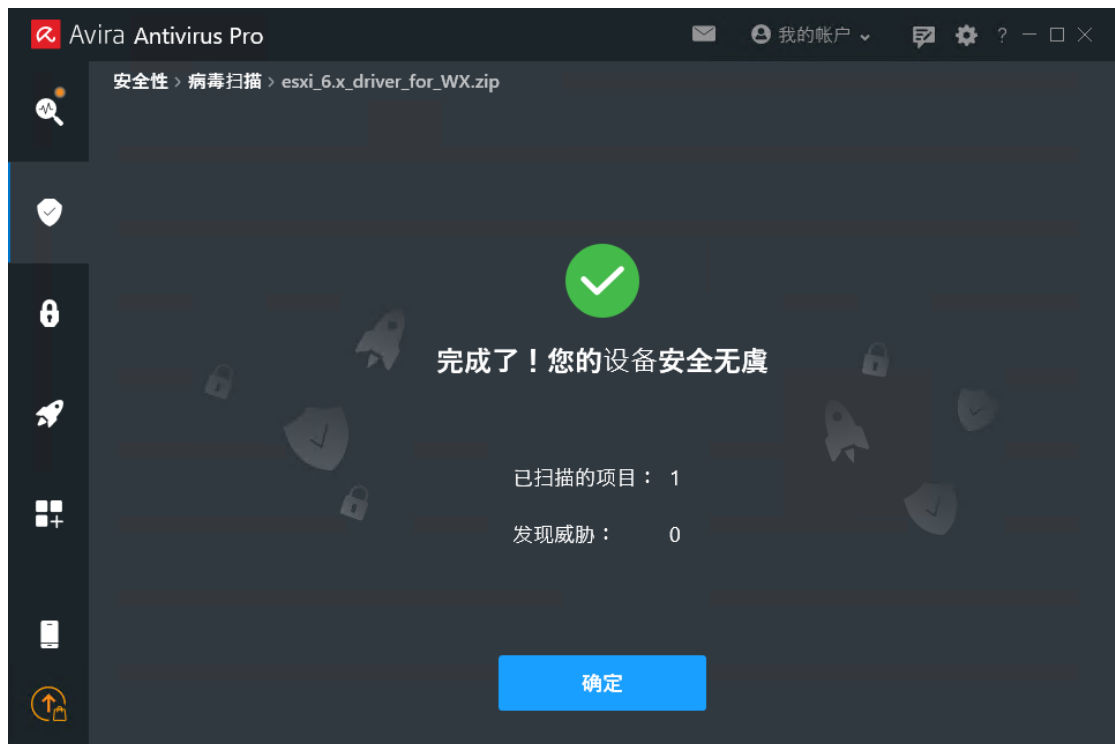 Avira Antivirus Pro
我的帐户
?
安全性 > 病毒扫描 > esxi_6.x_driver_for_WX.zip
完成了！您的设备安全无虞
已扫描的项目： 1
发现威胁： 0
确定